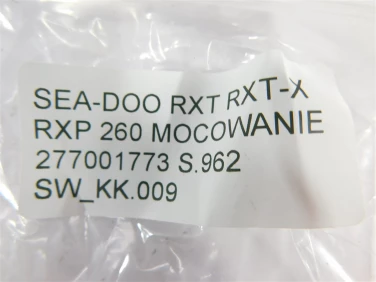 SEA-DOO RXT RXT-X
RXP 260 MOCOWANIE
277001773 S.962
SW_KK.009